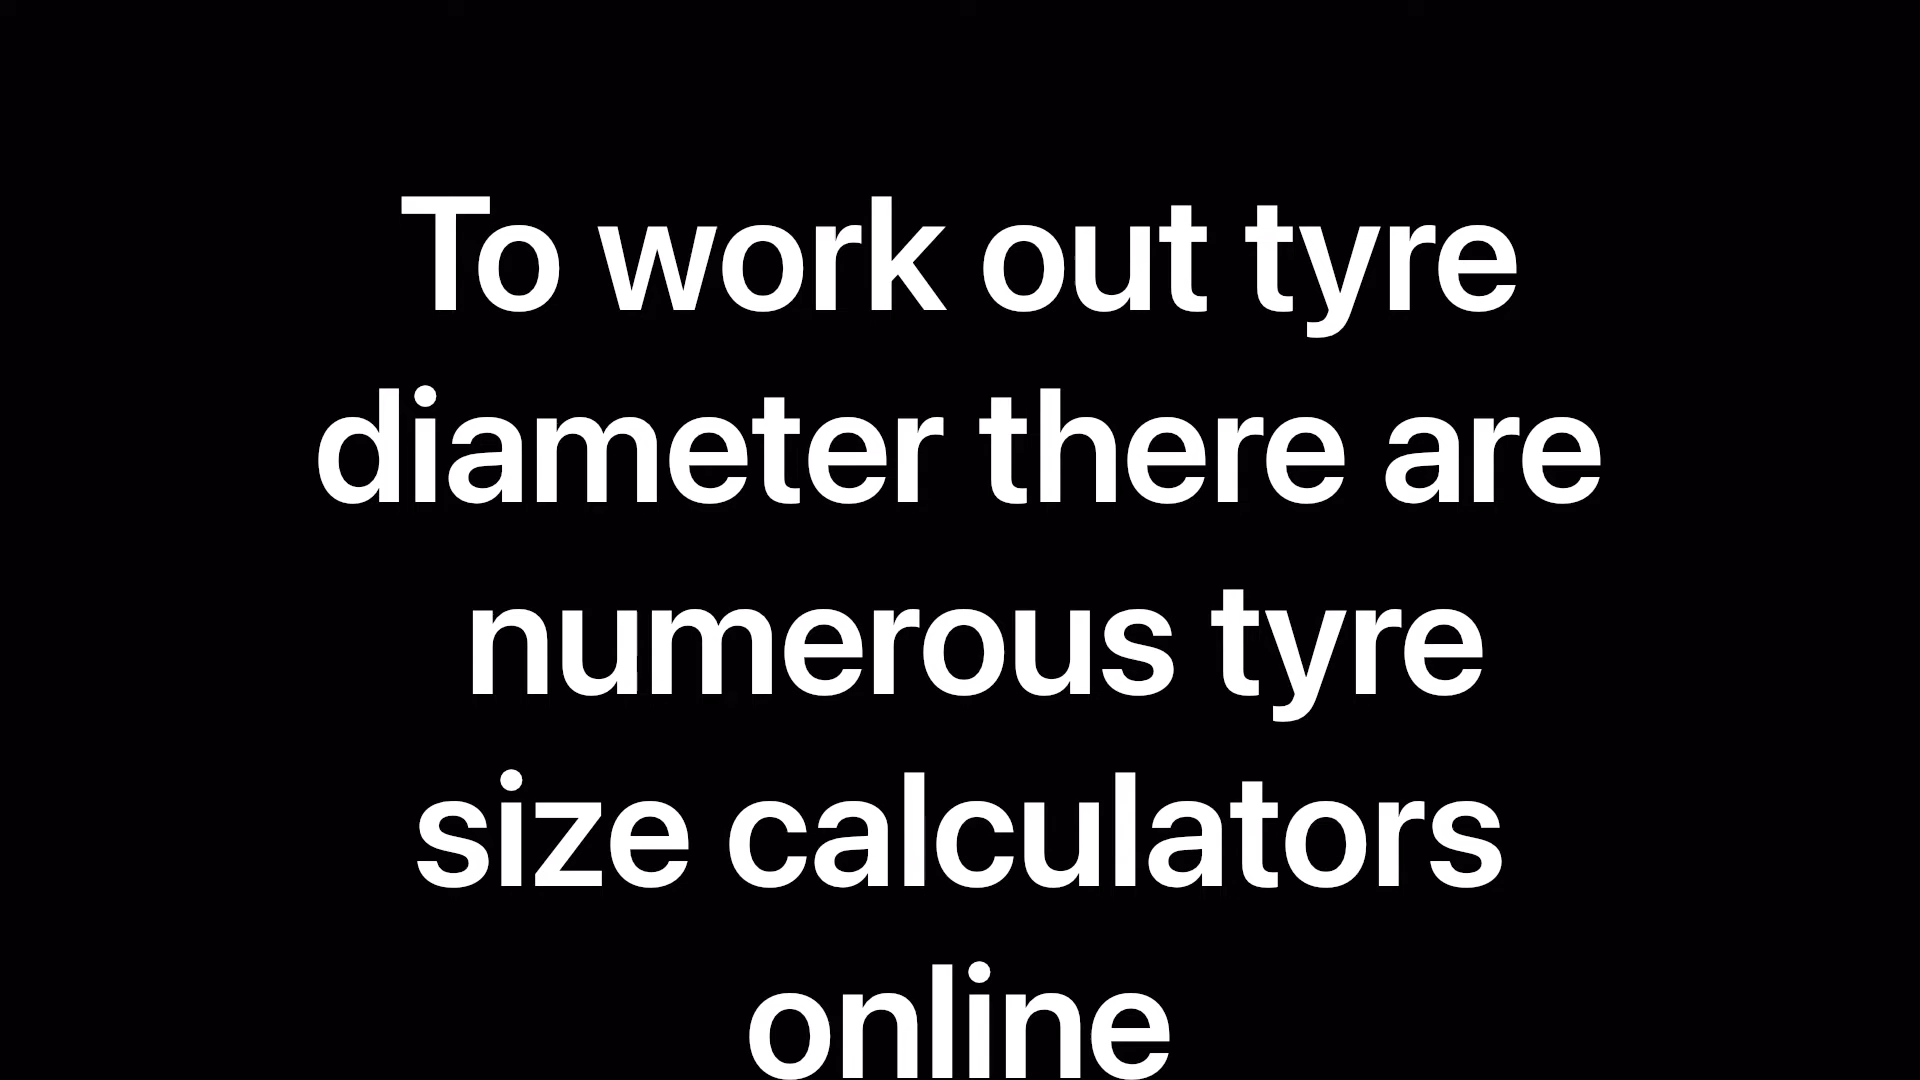 To work out tyre
diameter there are
numerous tyre
size calculators
online